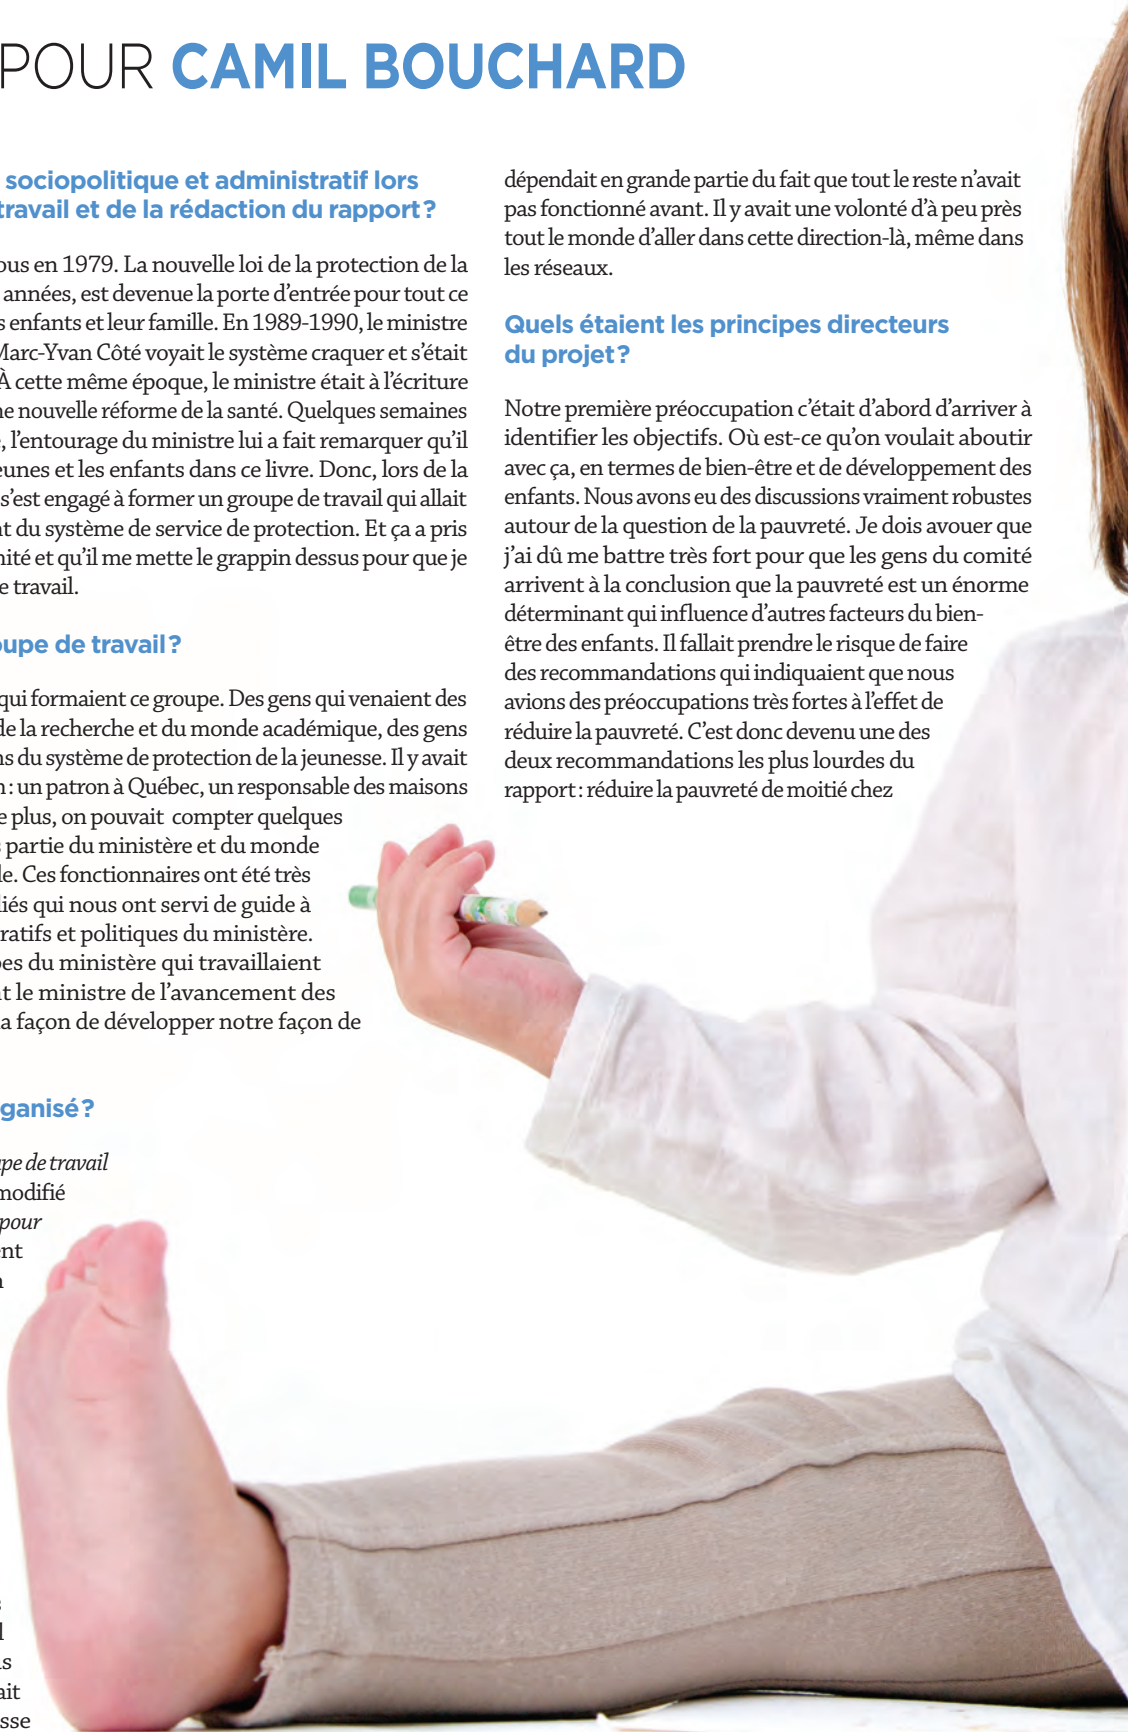 POUR CAMIL BOUCHARD
sociopolitique et administratif lors
travail et de la rédaction du rapport ?
ous en 1979. La nouvelle loi de la protection de la
années, est devenue la porte d’entrée pour tout ce
s enfants et leur famille. En 1989-1990, le ministre
Marc-Yvan Côté voyait le système craquer et s’était
À cette même époque, le ministre était à l’écriture
ne nouvelle réforme de la santé. Quelques semaines
, l’entourage du ministre lui a fait remarquer qu’il
eunes et les enfants dans ce livre. Donc, lors de la
s’est engagé à former un groupe de travail qui allait
nt du système de service de protection. Et ça a pris
nité et qu’il me mette le grappin dessus pour que je
e travail.
oupe de travail ?
qui formaient ce groupe. Des gens qui venaient des
de la recherche et du monde académique, des gens
ns du système de protection de la jeunesse. Il y avait
n : un patron à Québec, un responsable des maisons
e plus, on pouvait compter quelques
s partie du ministère et du monde
le. Ces fonctionnaires ont été très
liés qui nous ont servi de guide à
ratifs et politiques du ministère.
pes du ministère qui travaillaient
nt le ministre de l’avancement des
la façon de développer notre façon de
ganisé ?
upe de travail
modifié
pour
ent
n
s
l
ns
ait
sse
dépendait en grande partie du fait que tout le reste n’avait
pas fonctionné avant. Il y avait une volonté d’à peu près
tout le monde d’aller dans cette direction-là, même dans
les réseaux.
Quels étaient les principes directeurs
du projet ?
Notre première préoccupation c’était d’abord d’arriver à
identifier les objectifs. Où est-ce qu’on voulait aboutir
avec ça, en termes de bien-être et de développement des
enfants. Nous avons eu des discussions vraiment robustes
autour de la question de la pauvreté. Je dois avouer que
j’ai dû me battre très fort pour que les gens du comité
arrivent à la conclusion que la pauvreté est un énorme
déterminant qui influence d’autres facteurs du bien-
être des enfants. Il fallait prendre le risque de faire
des recommandations qui indiquaient que nous
avions des préoccupations très fortes à l’effet de
réduire la pauvreté. C’est donc devenu une des
deux recommandations les plus lourdes du
rapport : réduire la pauvreté de moitié chez